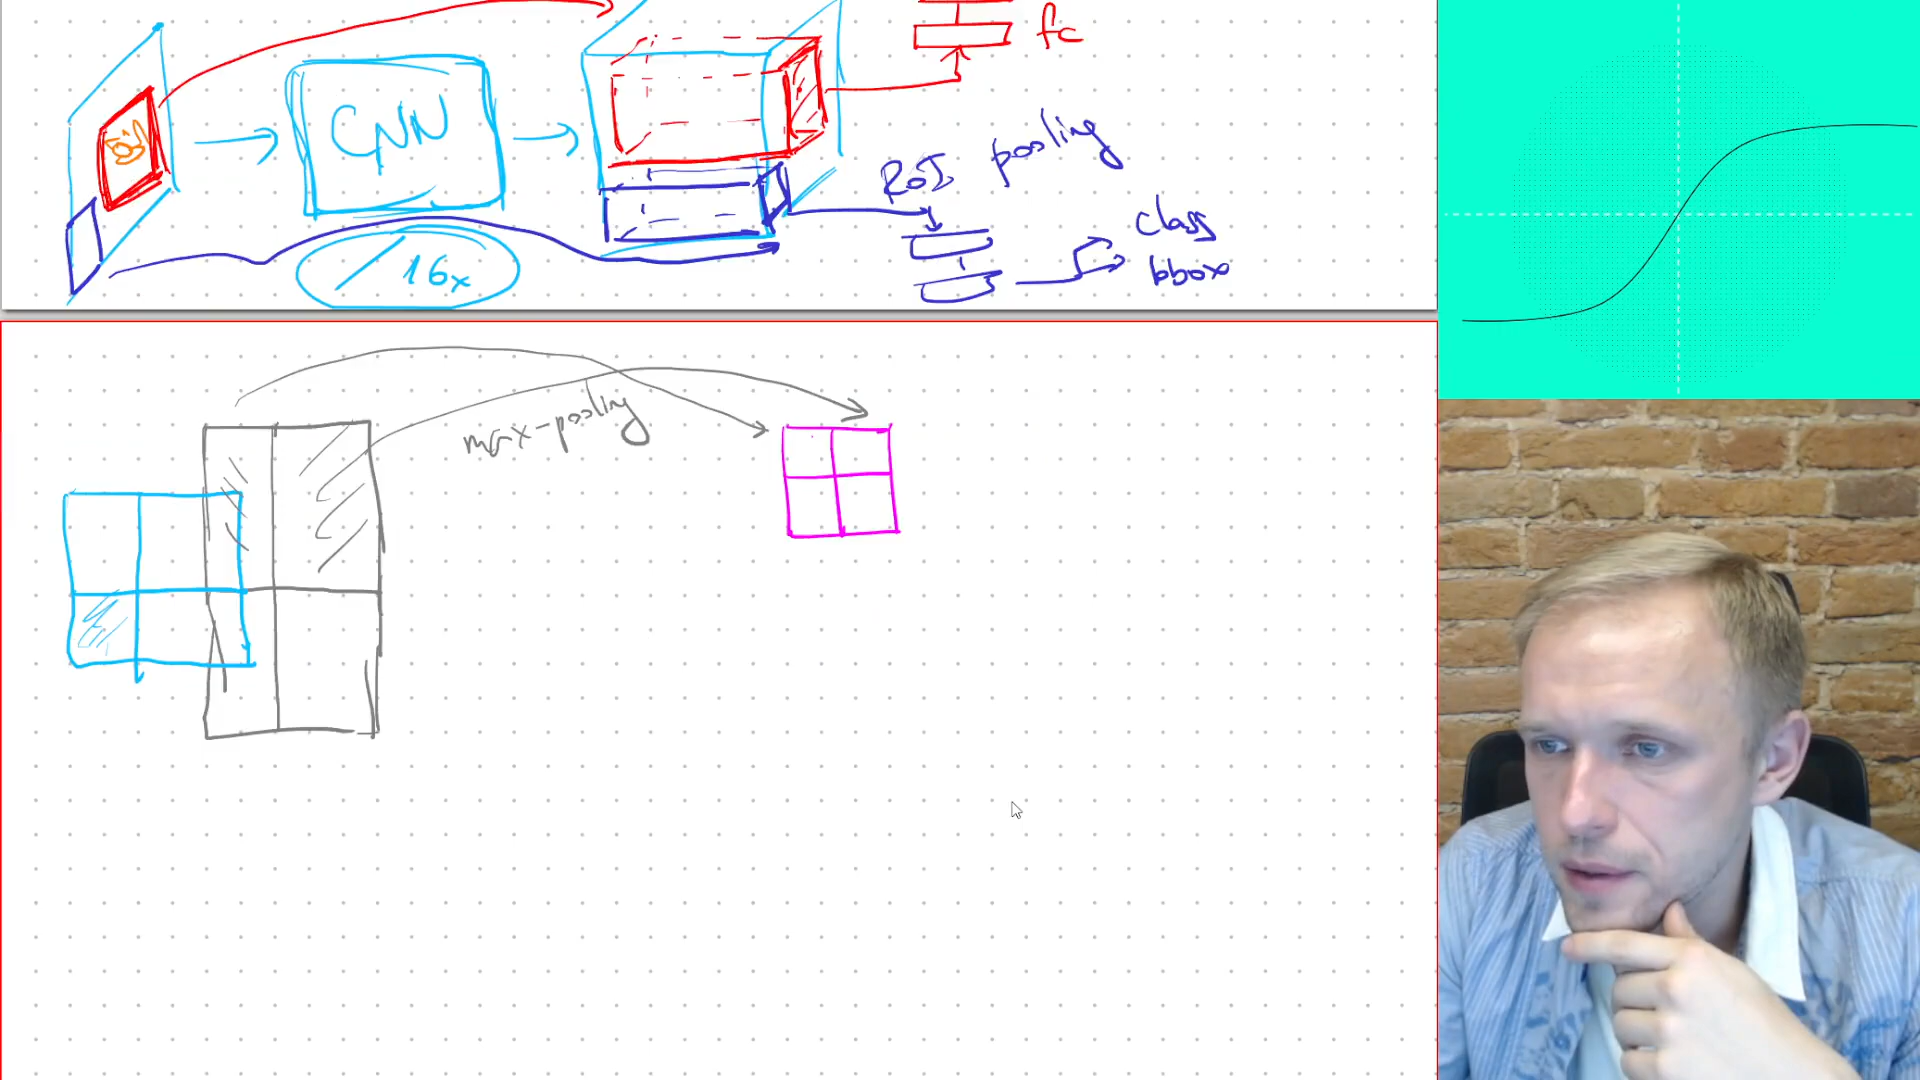 fc
CNN
RoI pooling
/16x
class
bbox
max-pooling